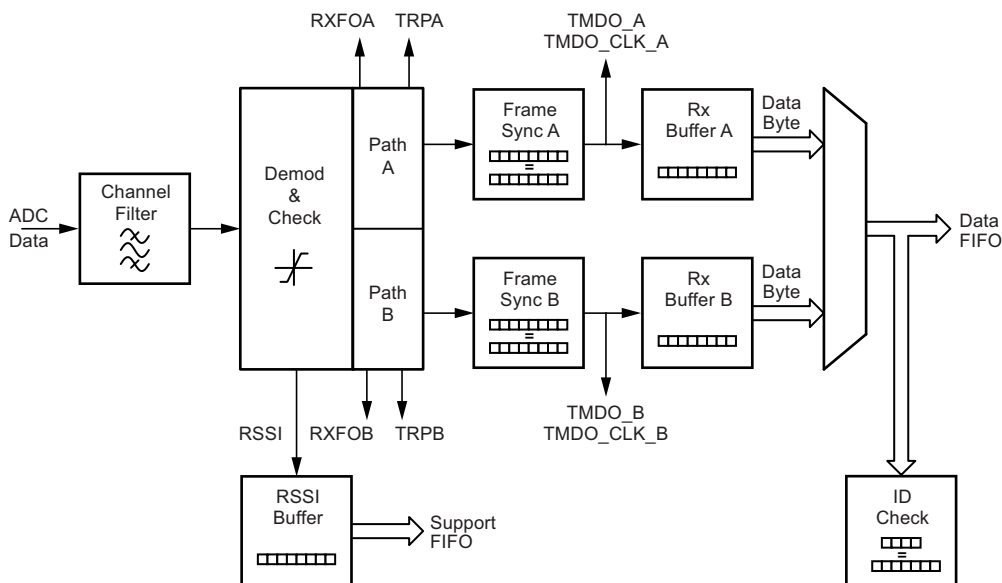 RXFOA
TRPA
TMDO_A
TMDO_CLK_A
ADC
Data
Channel
Filter
Demod
&
Check
Path
A
Path
B
Frame
Sync A
=
Rx
Buffer A
Data
Byte
Frame
Sync B
=
Rx
Buffer B
Data
Byte
Data
FIFO
RSSI
RXFOB
TRPB
TMDO_B
TMDO_CLK_B
RSSI
Buffer
Support
FIFO
ID
Check
=